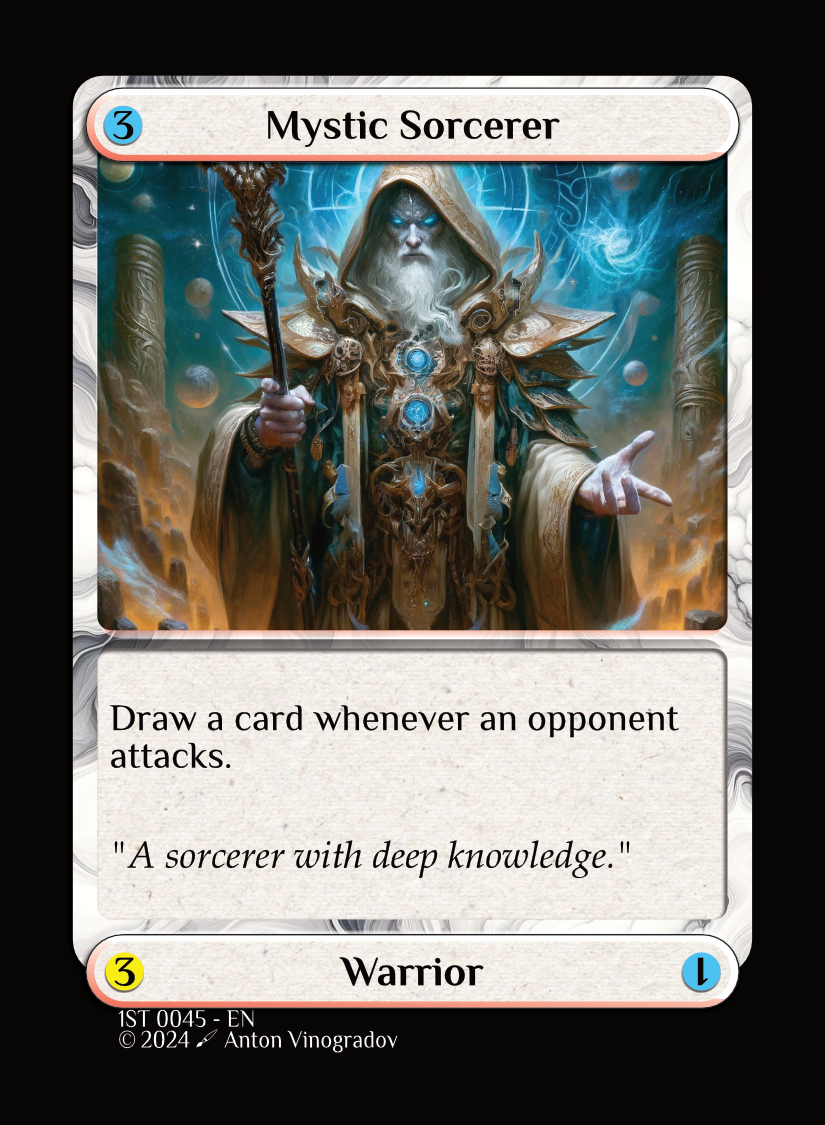 3 Mystic Sorcerer
Draw a card whenever an opponent
attacks.
"A sorcerer with deep knowledge."
3 Warrior 1
1ST 0045 - EN
© 2024 🖌 Anton Vinogradov